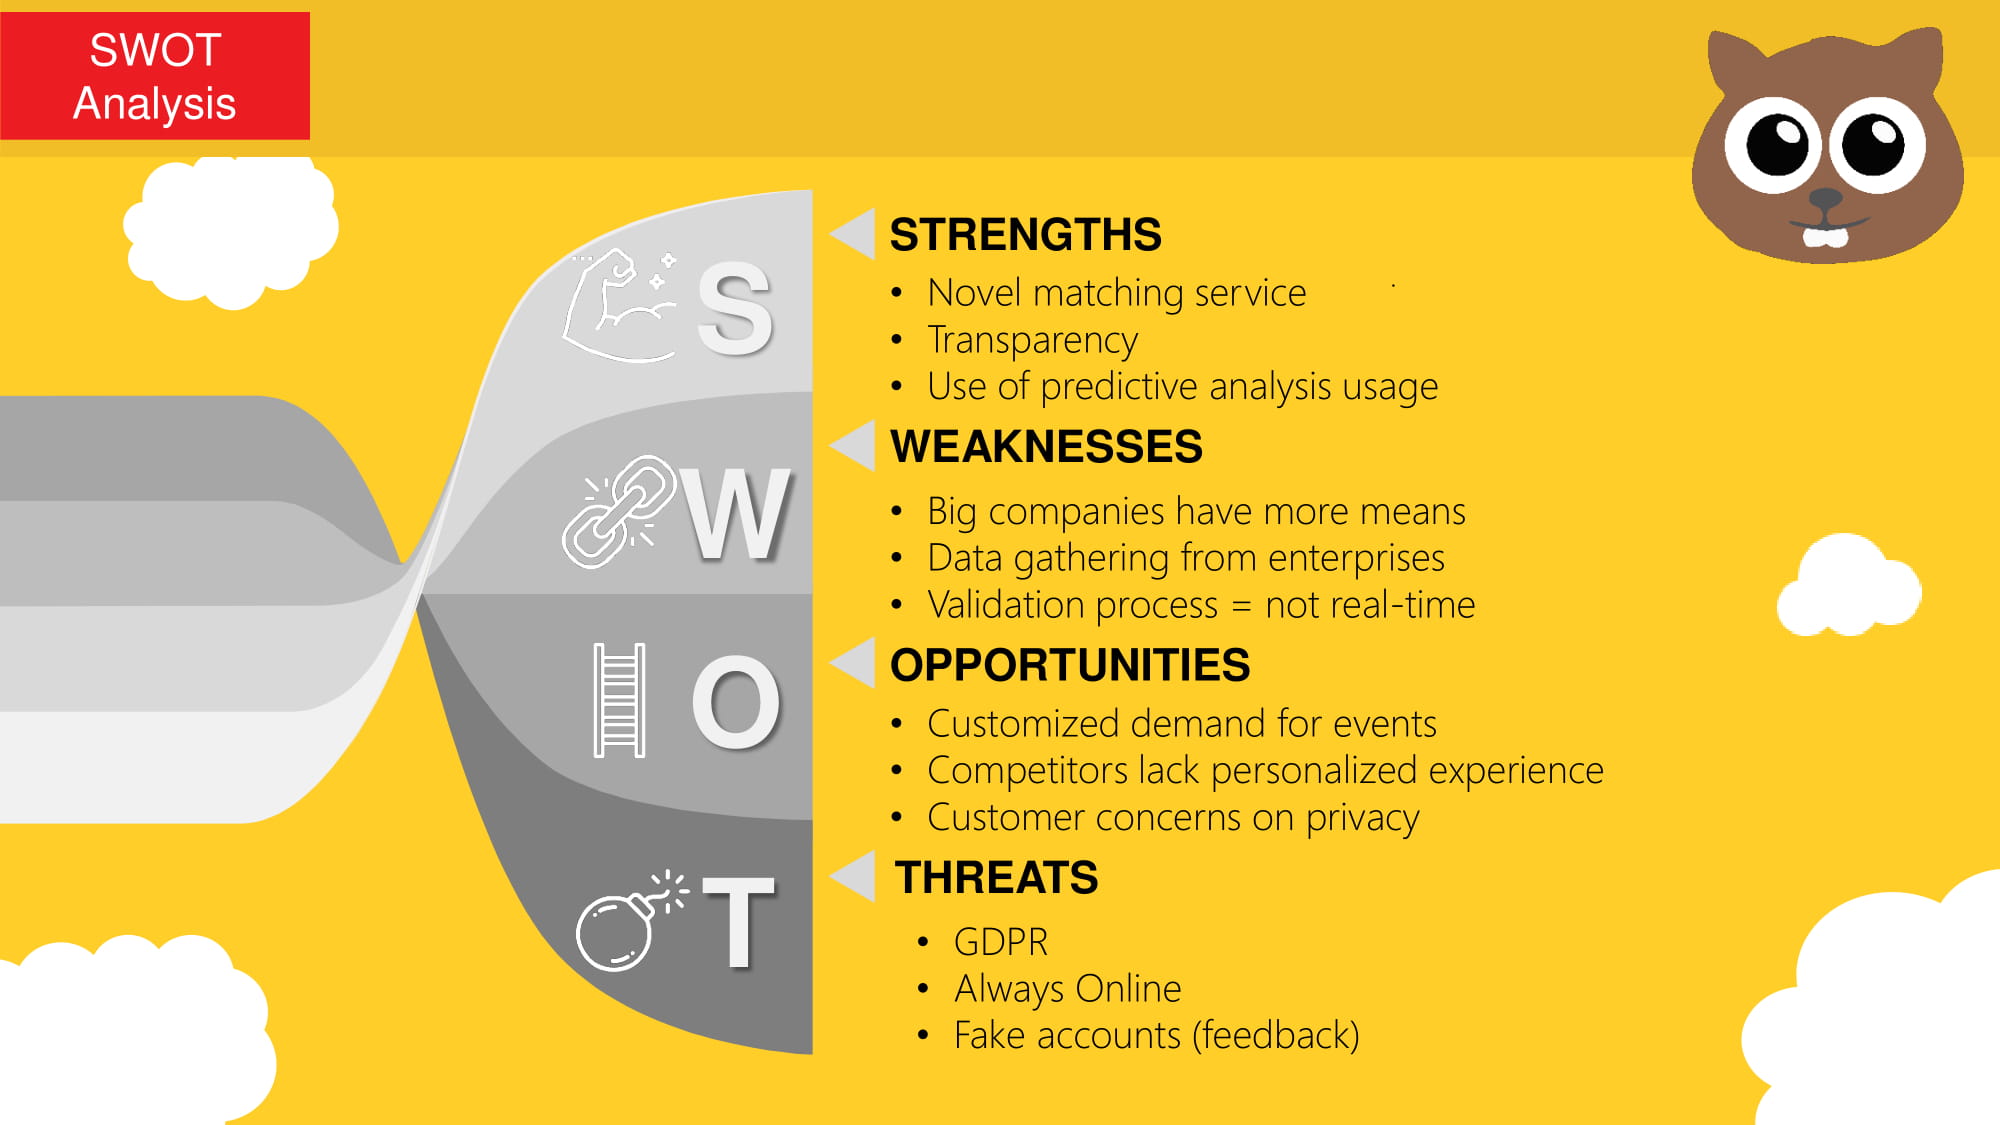 SWOT
Analysis
S
STRENGTHS
• Novel matching service
• Transparency
• Use of predictive analysis usage
W
WEAKNESSES
• Big companies have more means
• Data gathering from enterprises
• Validation process = not real-time
O
OPPORTUNITIES
• Customized demand for events
• Competitors lack personalized experience
• Customer concerns on privacy
T
THREATS
• GDPR
• Always Online
• Fake accounts (feedback)